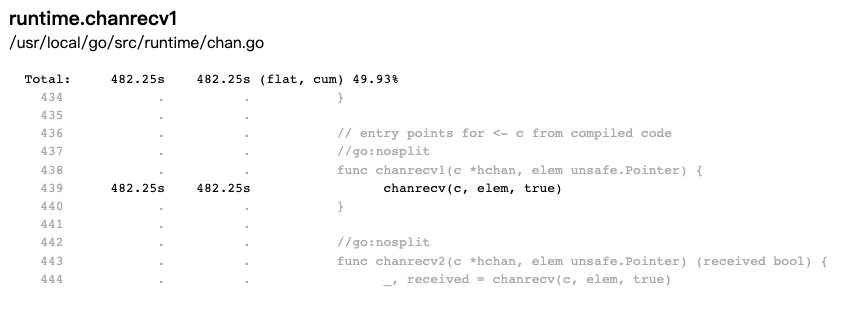 runtime.chanrecv1
/usr/local/go/src/runtime/chan.go
Total: 482.25s 482.25s (flat, cum) 49.93%
434 . . }
435 . .
436 . . // entry points for <- c from compiled code
437 . . //go:nosplit
438 . . func chanrecv1(c *hchan, elem unsafe.Pointer) {
439 482.25s 482.25s chanrecv(c, elem, true)
440 . . }
441 . .
442 . . //go:nosplit
443 . . func chanrecv2(c *hchan, elem unsafe.Pointer) (received bool) {
444 . . _, received = chanrecv(c, elem, true)